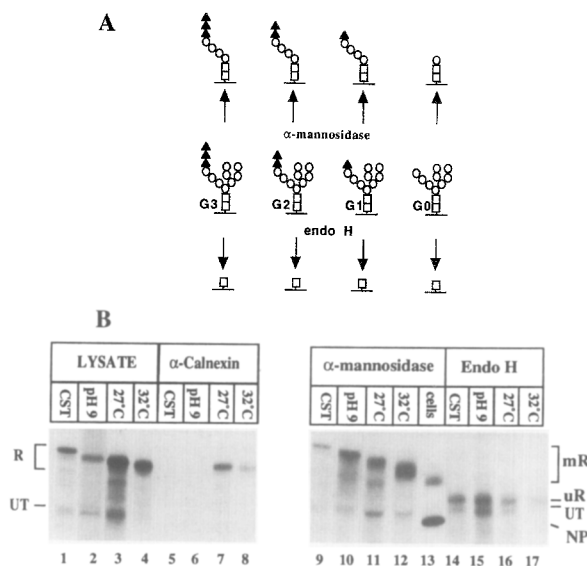 A
α-mannosidase
G3 G2 G1 G0
endo H
B
LYSATE α-Calnexin
CST pH 9 27°C 32°C CST pH 9 27°C 32°C
R
UT
1 2 3 4 5 6 7 8
α-mannosidase Endo H
CST pH 9 27°C 32°C cells CST pH 9 27°C 32°C
mR
uR
UT
NP
9 10 11 12 13 14 15 16 17